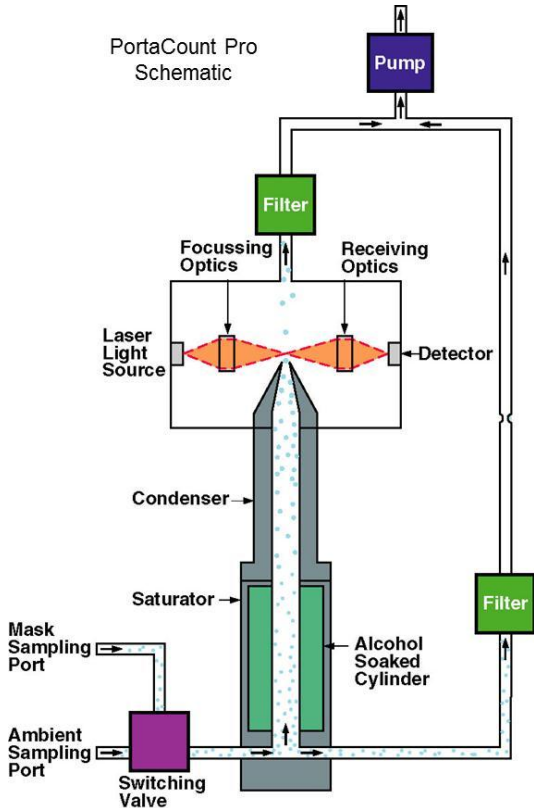 PortaCount Pro
Schematic
Pump
Filter
Focussing
Optics
Receiving
Optics
Laser
Light
Source
Detector
Condenser
Saturator
Filter
Mask
Sampling
Port
Alcohol
Soaked
Cylinder
Ambient
Sampling
Port
Switching
Valve